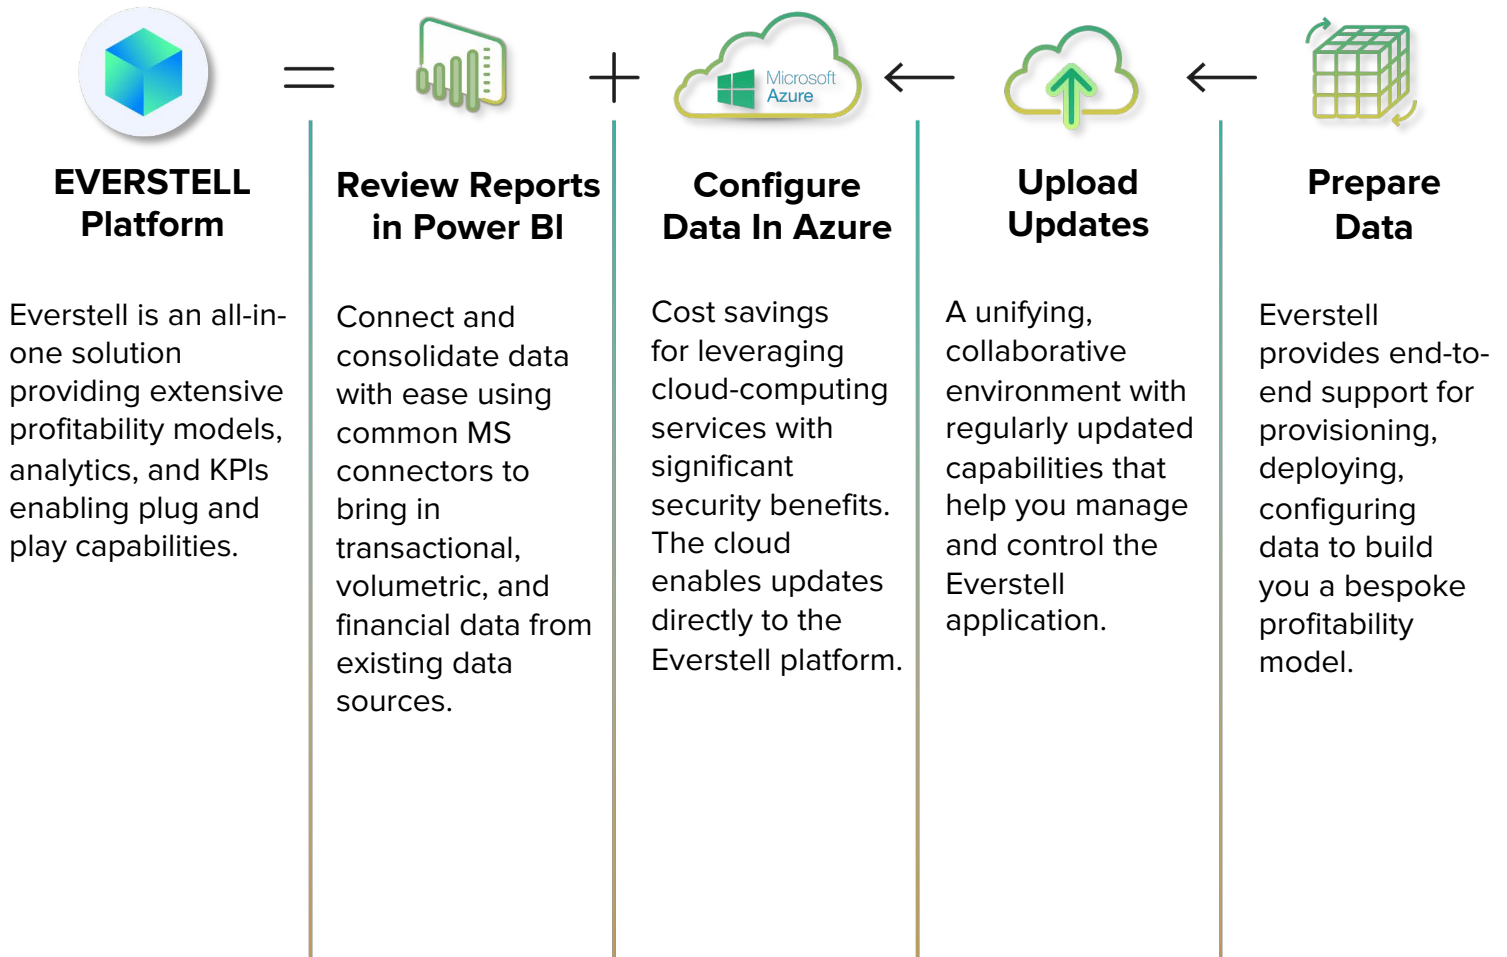 Microsoft
Azure
EVERSTELL
Platform
Everstell is an all-in-
one solution
providing extensive
profitability models,
analytics, and KPIs
enabling plug and
play capabilities.
Review Reports
in Power BI
Connect and
consolidate data
with ease using
common MS
connectors to
bring in
transactional,
volumetric, and
financial data from
existing data
sources.
Configure
Data In Azure
Cost savings
for leveraging
cloud-computing
services with
significant
security benefits.
The cloud
enables updates
directly to the
Everstell platform.
Upload
Updates
A unifying,
collaborative
environment with
regularly updated
capabilities that
help you manage
and control the
Everstell
application.
Prepare
Data
Everstell
provides end-to-
end support for
provisioning,
deploying,
configuring
data to build
you a bespoke
profitability
model.